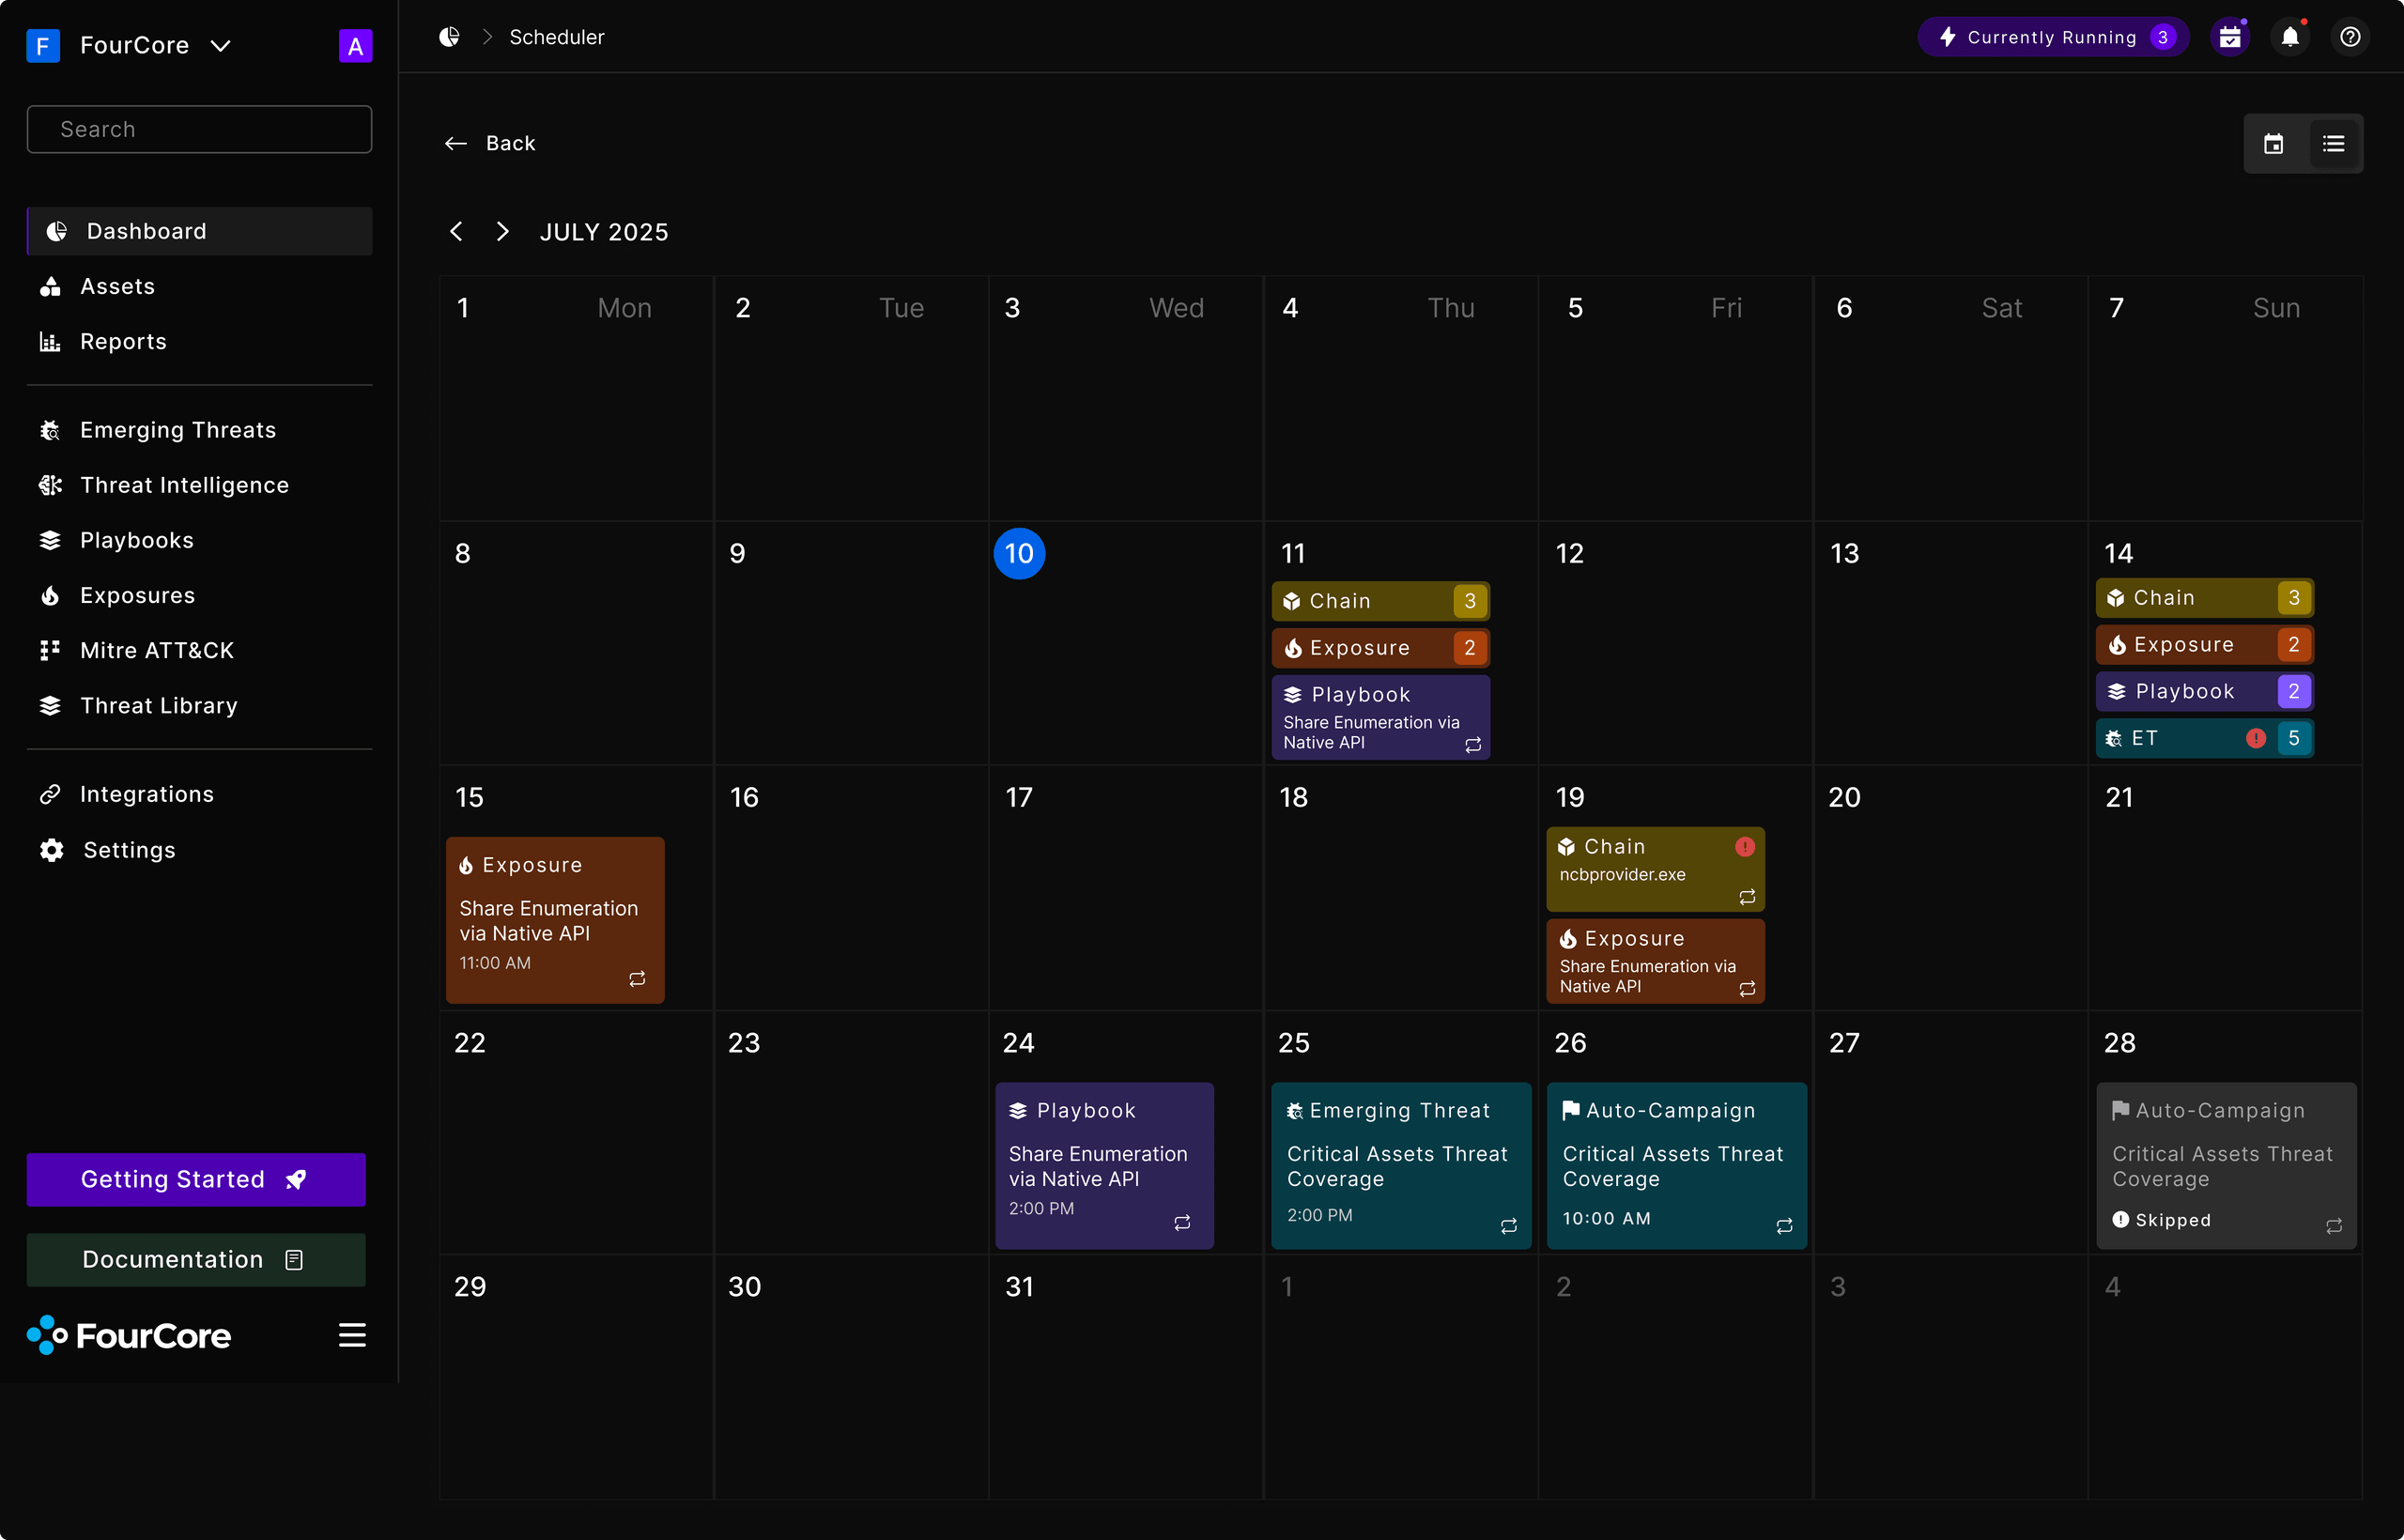 F FourCore A
Search
Dashboard
Assets
Reports
Emerging Threats
Threat Intelligence
Playbooks
Exposures
Mitre ATT&CK
Threat Library
Integrations
Settings
Getting Started
Documentation
FourCore
Scheduler
Currently Running 3
Back
JULY 2025
1 Mon
2 Tue
3 Wed
4 Thu
5 Fri
6 Sat
7 Sun
8
9
10
11
Chain 3
Exposure 2
Playbook
Share Enumeration via
Native API
12
13
14
Chain 3
Exposure 2
Playbook 2
ET 5
15
Exposure
Share Enumeration
via Native API
11:00 AM
16
17
18
19
Chain
ncbprovider.exe
Exposure
Share Enumeration via
Native API
20
21
22
23
24
Playbook
Share Enumeration
via Native API
2:00 PM
25
Emerging Threat
Critical Assets Threat
Coverage
2:00 PM
26
Auto-Campaign
Critical Assets Threat
Coverage
10:00 AM
27
28
Auto-Campaign
Critical Assets Threat
Coverage
Skipped
29
30
31
1
2
3
4